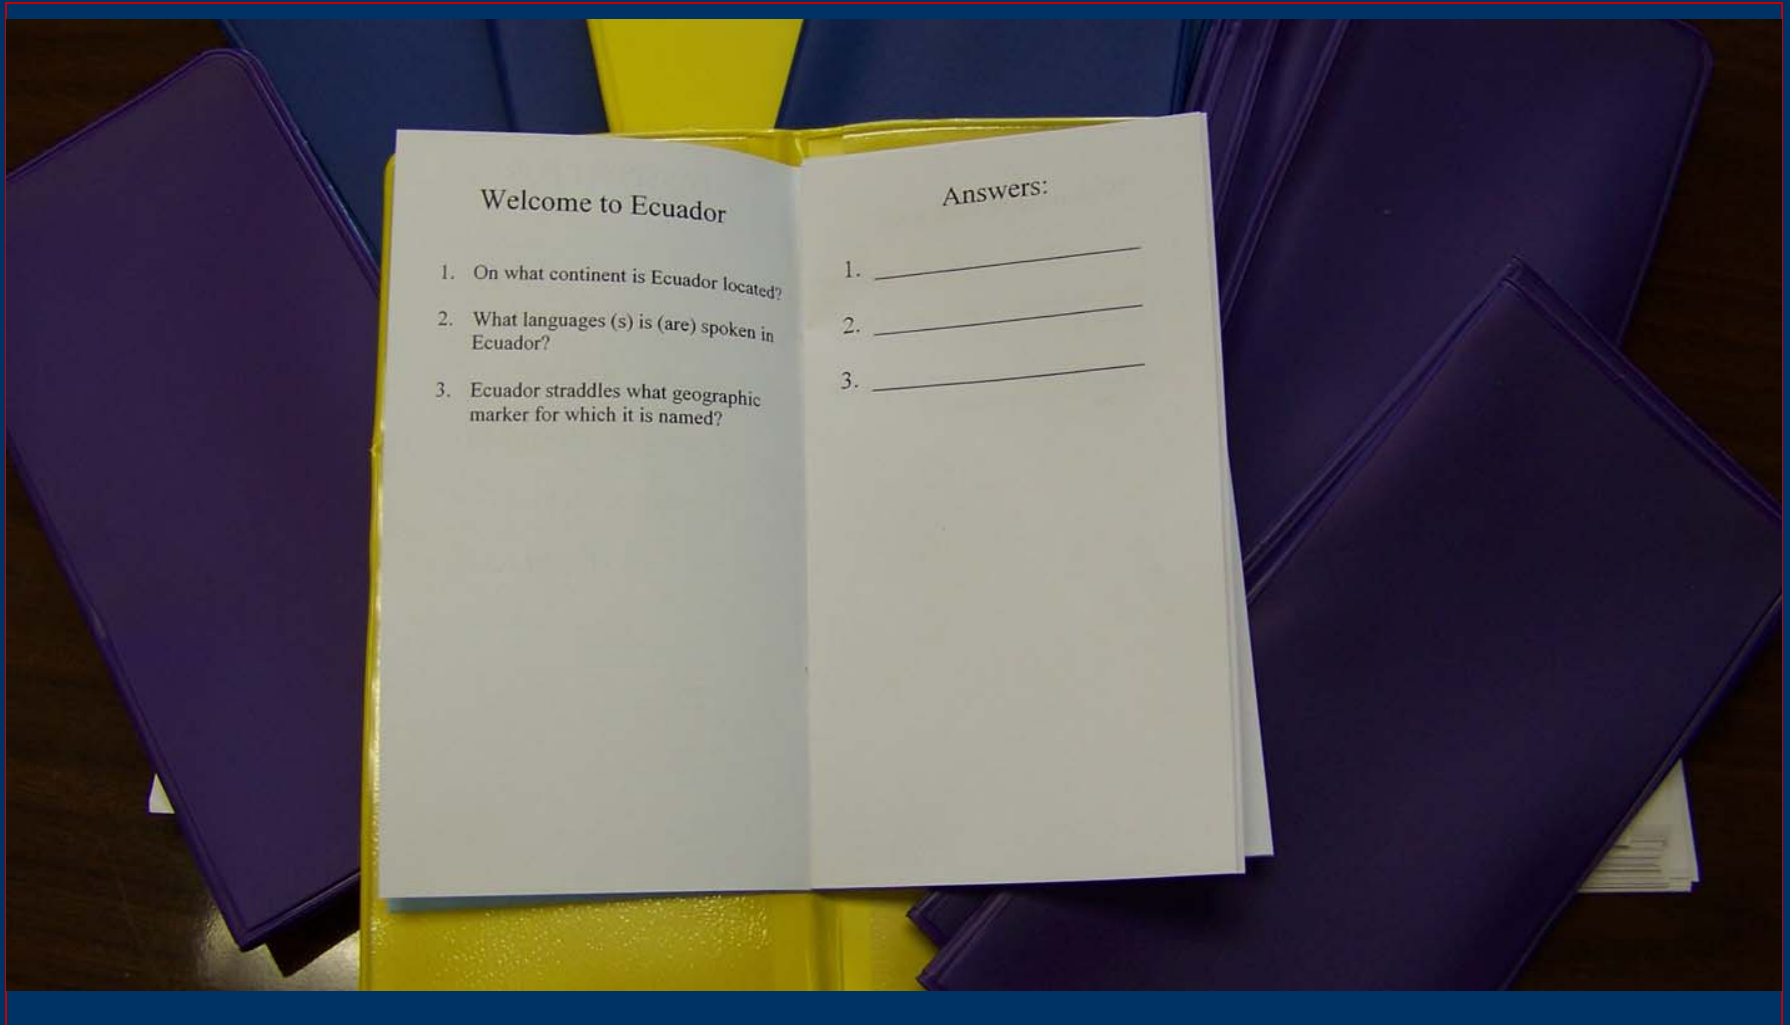 Welcome to Ecuador
1. On what continent is Ecuador located?
2. What languages (s) is (are) spoken in
Ecuador?
3. Ecuador straddles what geographic
marker for which it is named?
Answers:
1.
2.
3.